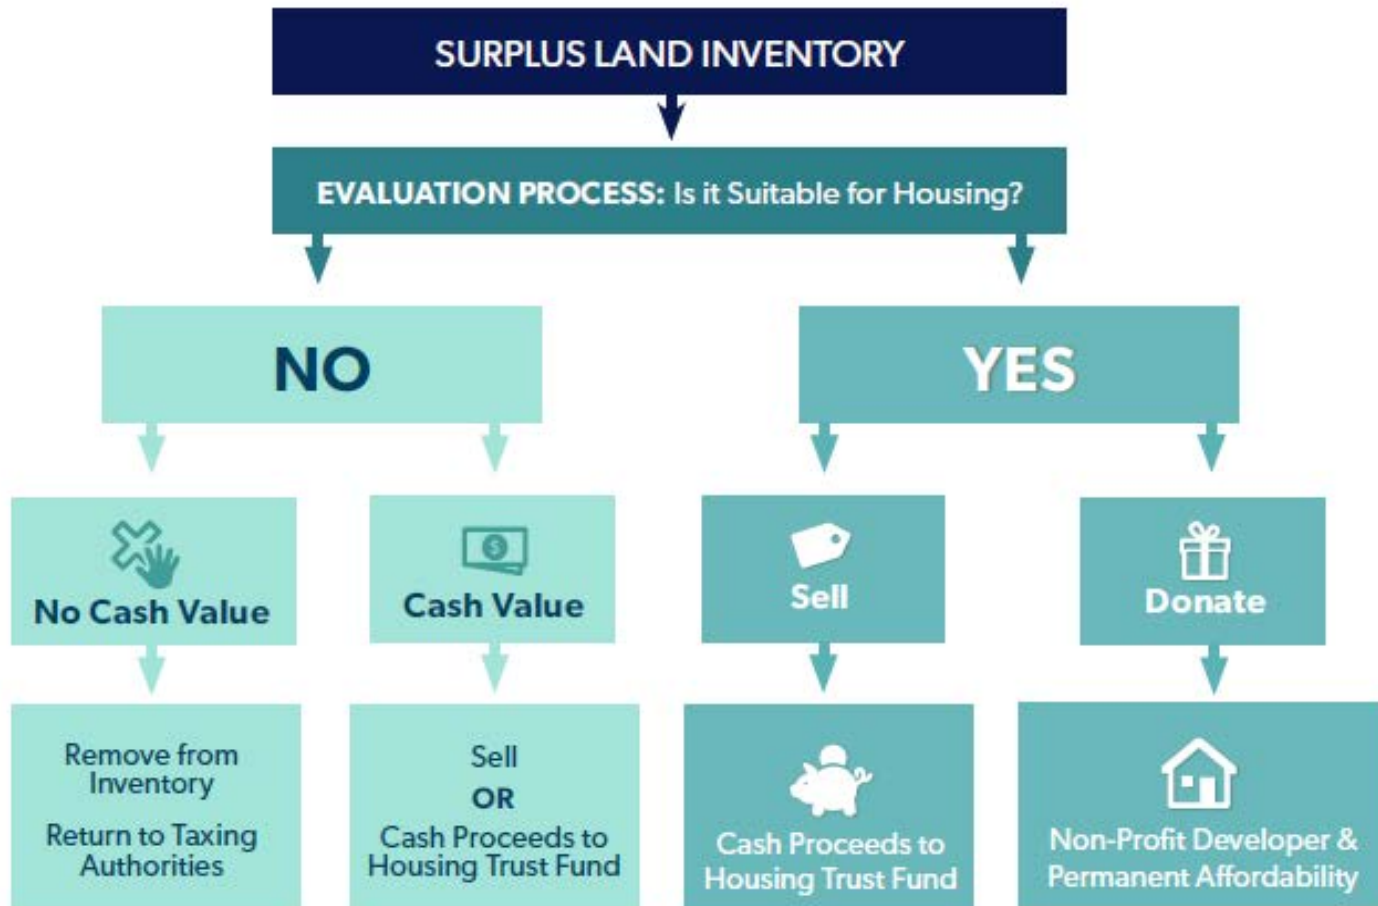 SURPLUS LAND INVENTORY
EVALUATION PROCESS: Is it Suitable for Housing?
NO
YES
No Cash Value
Cash Value
Sell
Donate
Remove from
Inventory
Return to Taxing
Authorities
Sell
OR
Cash Proceeds to
Housing Trust Fund
Cash Proceeds to
Housing Trust Fund
Non-Profit Developer &
Permanent Affordability